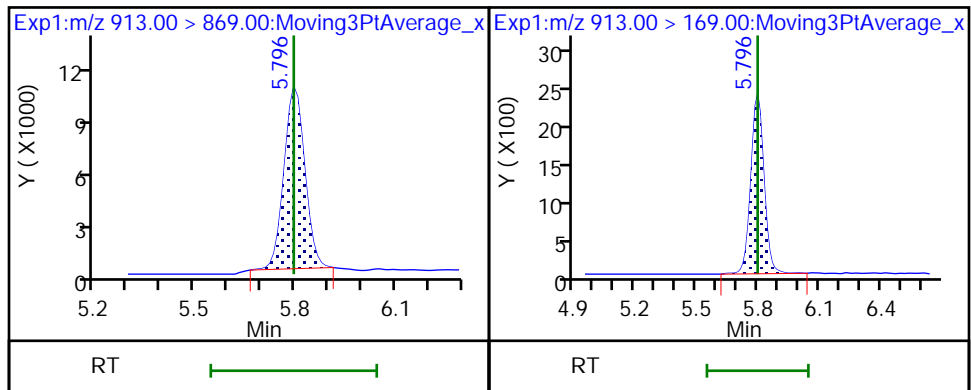 Exp1:m/z 913.00 > 869.00:Moving3PtAverage_x
5.796
Y ( X1000)
12
9
6
3
0
5.2 5.5 5.8 6.1
Min
RT
Exp1:m/z 913.00 > 169.00:Moving3PtAverage_x
5.796
Y ( X100)
30
25
20
15
10
5
0
4.9 5.2 5.5 5.8 6.1 6.4
Min
RT